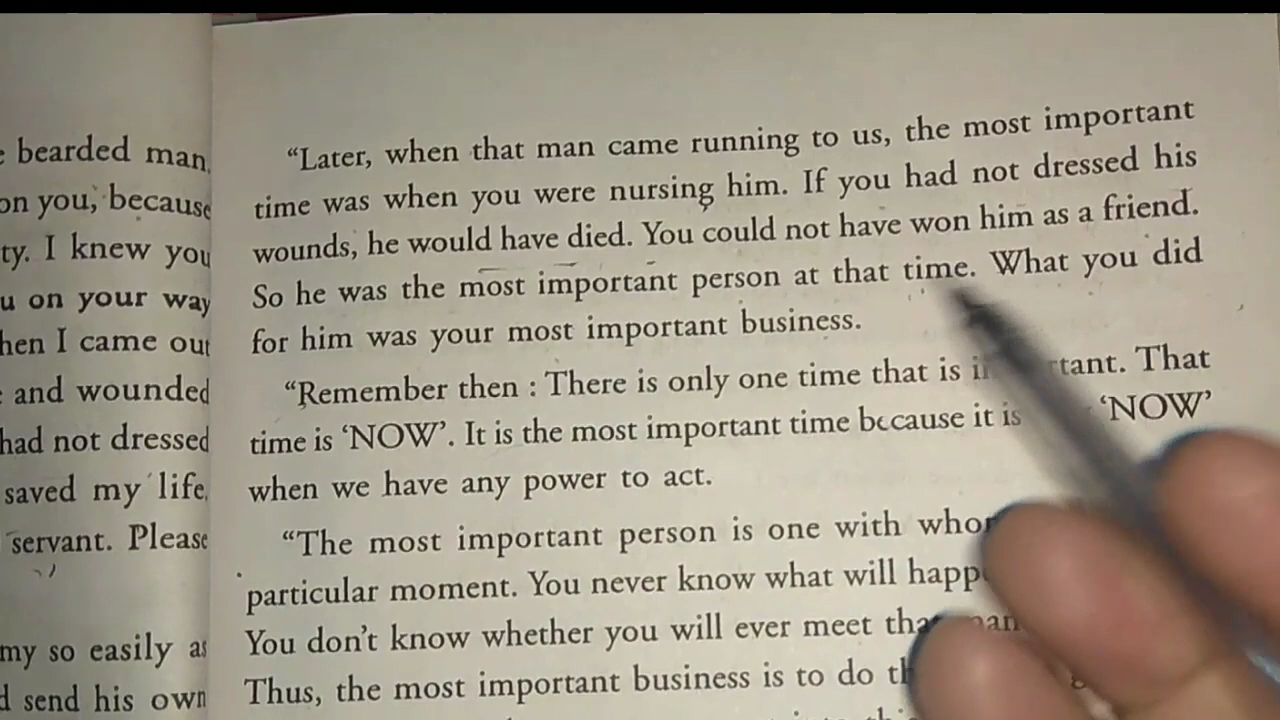 bearded man
on you, because
ty. I knew you
u on your way
hen I came out
and wounded
had not dressed
saved my life
servant. Please
my so easily as
d send his own
“Later, when that man came running to us, the most important
time was when you were nursing him. If you had not dressed his
wounds, he would have died. You could not have won him as a friend.
So he was the most important person at that time. What you did
for him was your most important business.
“Remember then : There is only one time that is important. That
time is ‘NOW’. It is the most important time because it is ‘NOW’
when we have any power to act.
“The most important person is one with
particular moment. You never know what will
You don’t know whether you will ever meet
Thus, the most important business is to do